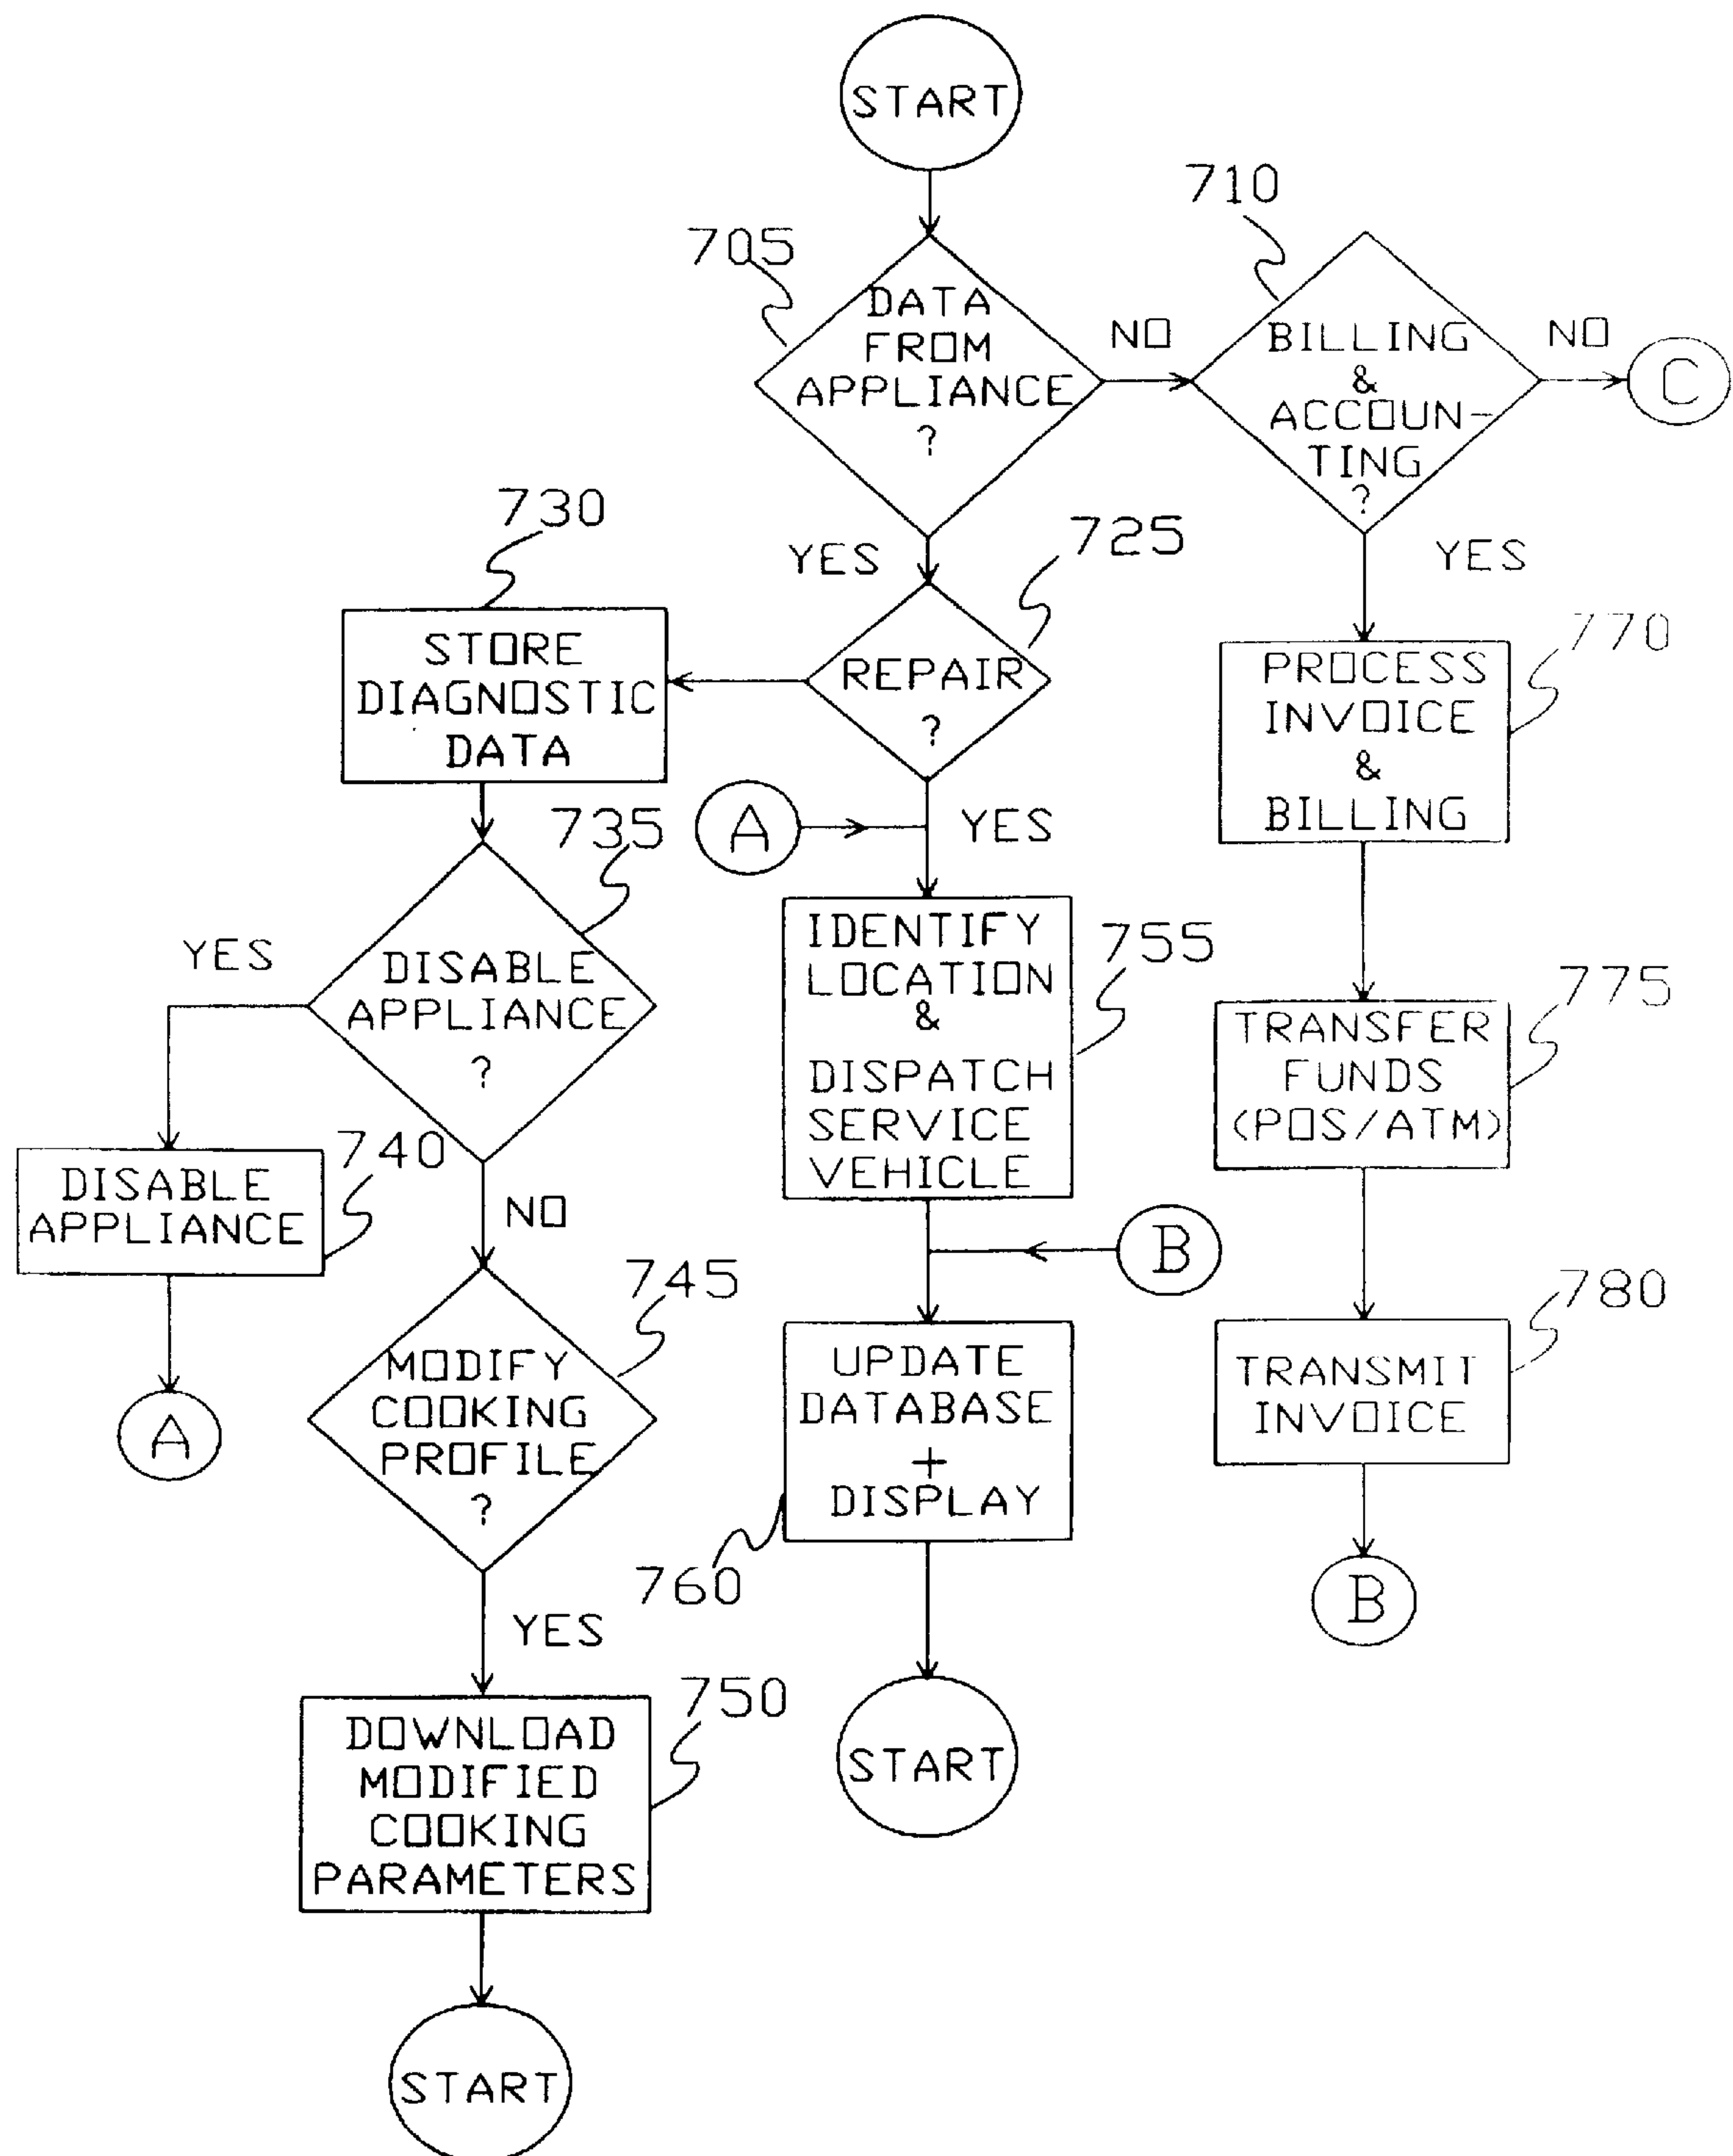 START
710
705
DATA
FROM
APPLIANCE
?
NO
BILLING
&
ACCOUN-
TING
?
NO
C
730
YES
725
YES
STORE
DIAGNOSTIC
DATA
REPAIR
?
770
PROCESS
INVOICE
&
BILLING
735
A
YES
YES
DISABLE
APPLIANCE
?
IDENTIFY
LOCATION
&
DISPATCH
SERVICE
VEHICLE
755
TRANSFER
FUNDS
(POS/ATM)
775
DISABLE
APPLIANCE
740
NO
B
745
780
A
MODIFY
COOKING
PROFILE
?
UPDATE
DATABASE
+
DISPLAY
TRANSMIT
INVOICE
760
B
YES
750
DOWNLOAD
MODIFIED
COOKING
PARAMETERS
START
START